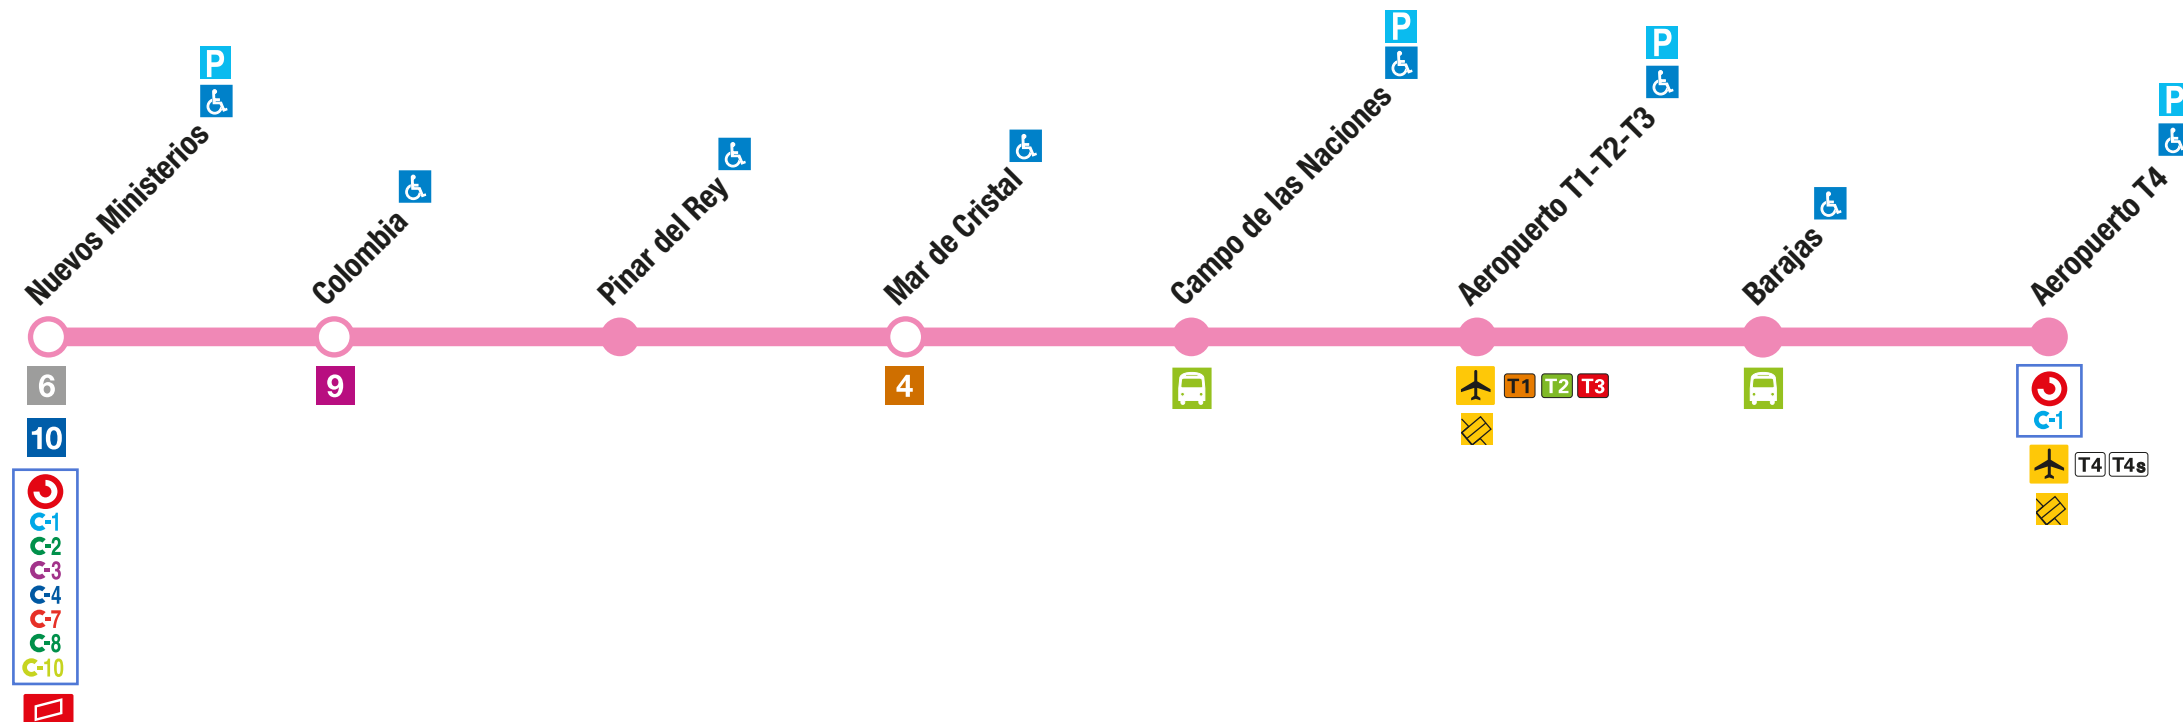 P
Nuevos Ministerios
Colombia
Pinar del Rey
Mar de Cristal
P
Campo de las Naciones
P
Aeropuerto T1-T2-T3
Barajas
P
Aeropuerto T4
6
10
C-1
C-2
C-3
C-4
C-7
C-8
C-10
9
4
T1 T2 T3
C-1
T4 T4s